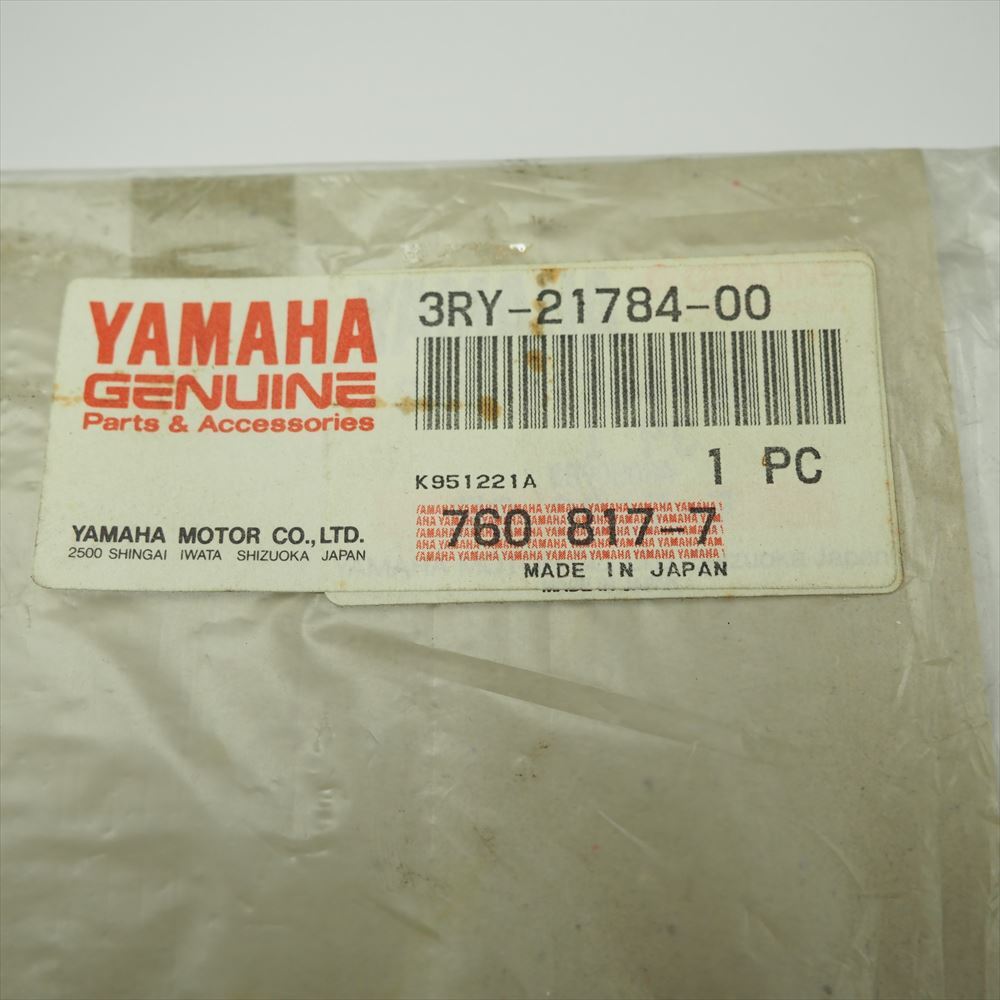 YAMAHA
GENUINE
Parts & Accessories
YAMAHA MOTOR CO., LTD.
2500 SHINGAI IWATA SHIZUOKA JAPAN
3RY-21784-00
1 PC
K951221A
760 817-7
MADE IN JAPAN